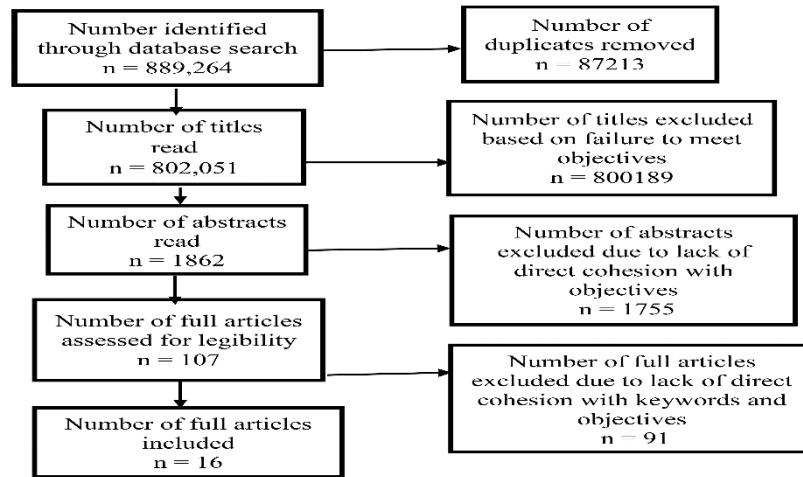 Number identified
through database search
n = 889,264
Number of
duplicates removed
n = 87213
Number of titles
read
n = 802,051
Number of titles excluded
based on failure to meet
objectives
n = 800189
Number of abstracts
read
n = 1862
Number of abstracts
excluded due to lack of
direct cohesion with
objectives
n = 1755
Number of full articles
assessed for legibility
n = 107
Number of full articles
excluded due to lack of direct
cohesion with keywords and
objectives
n = 91
Number of full articles
included
n = 16